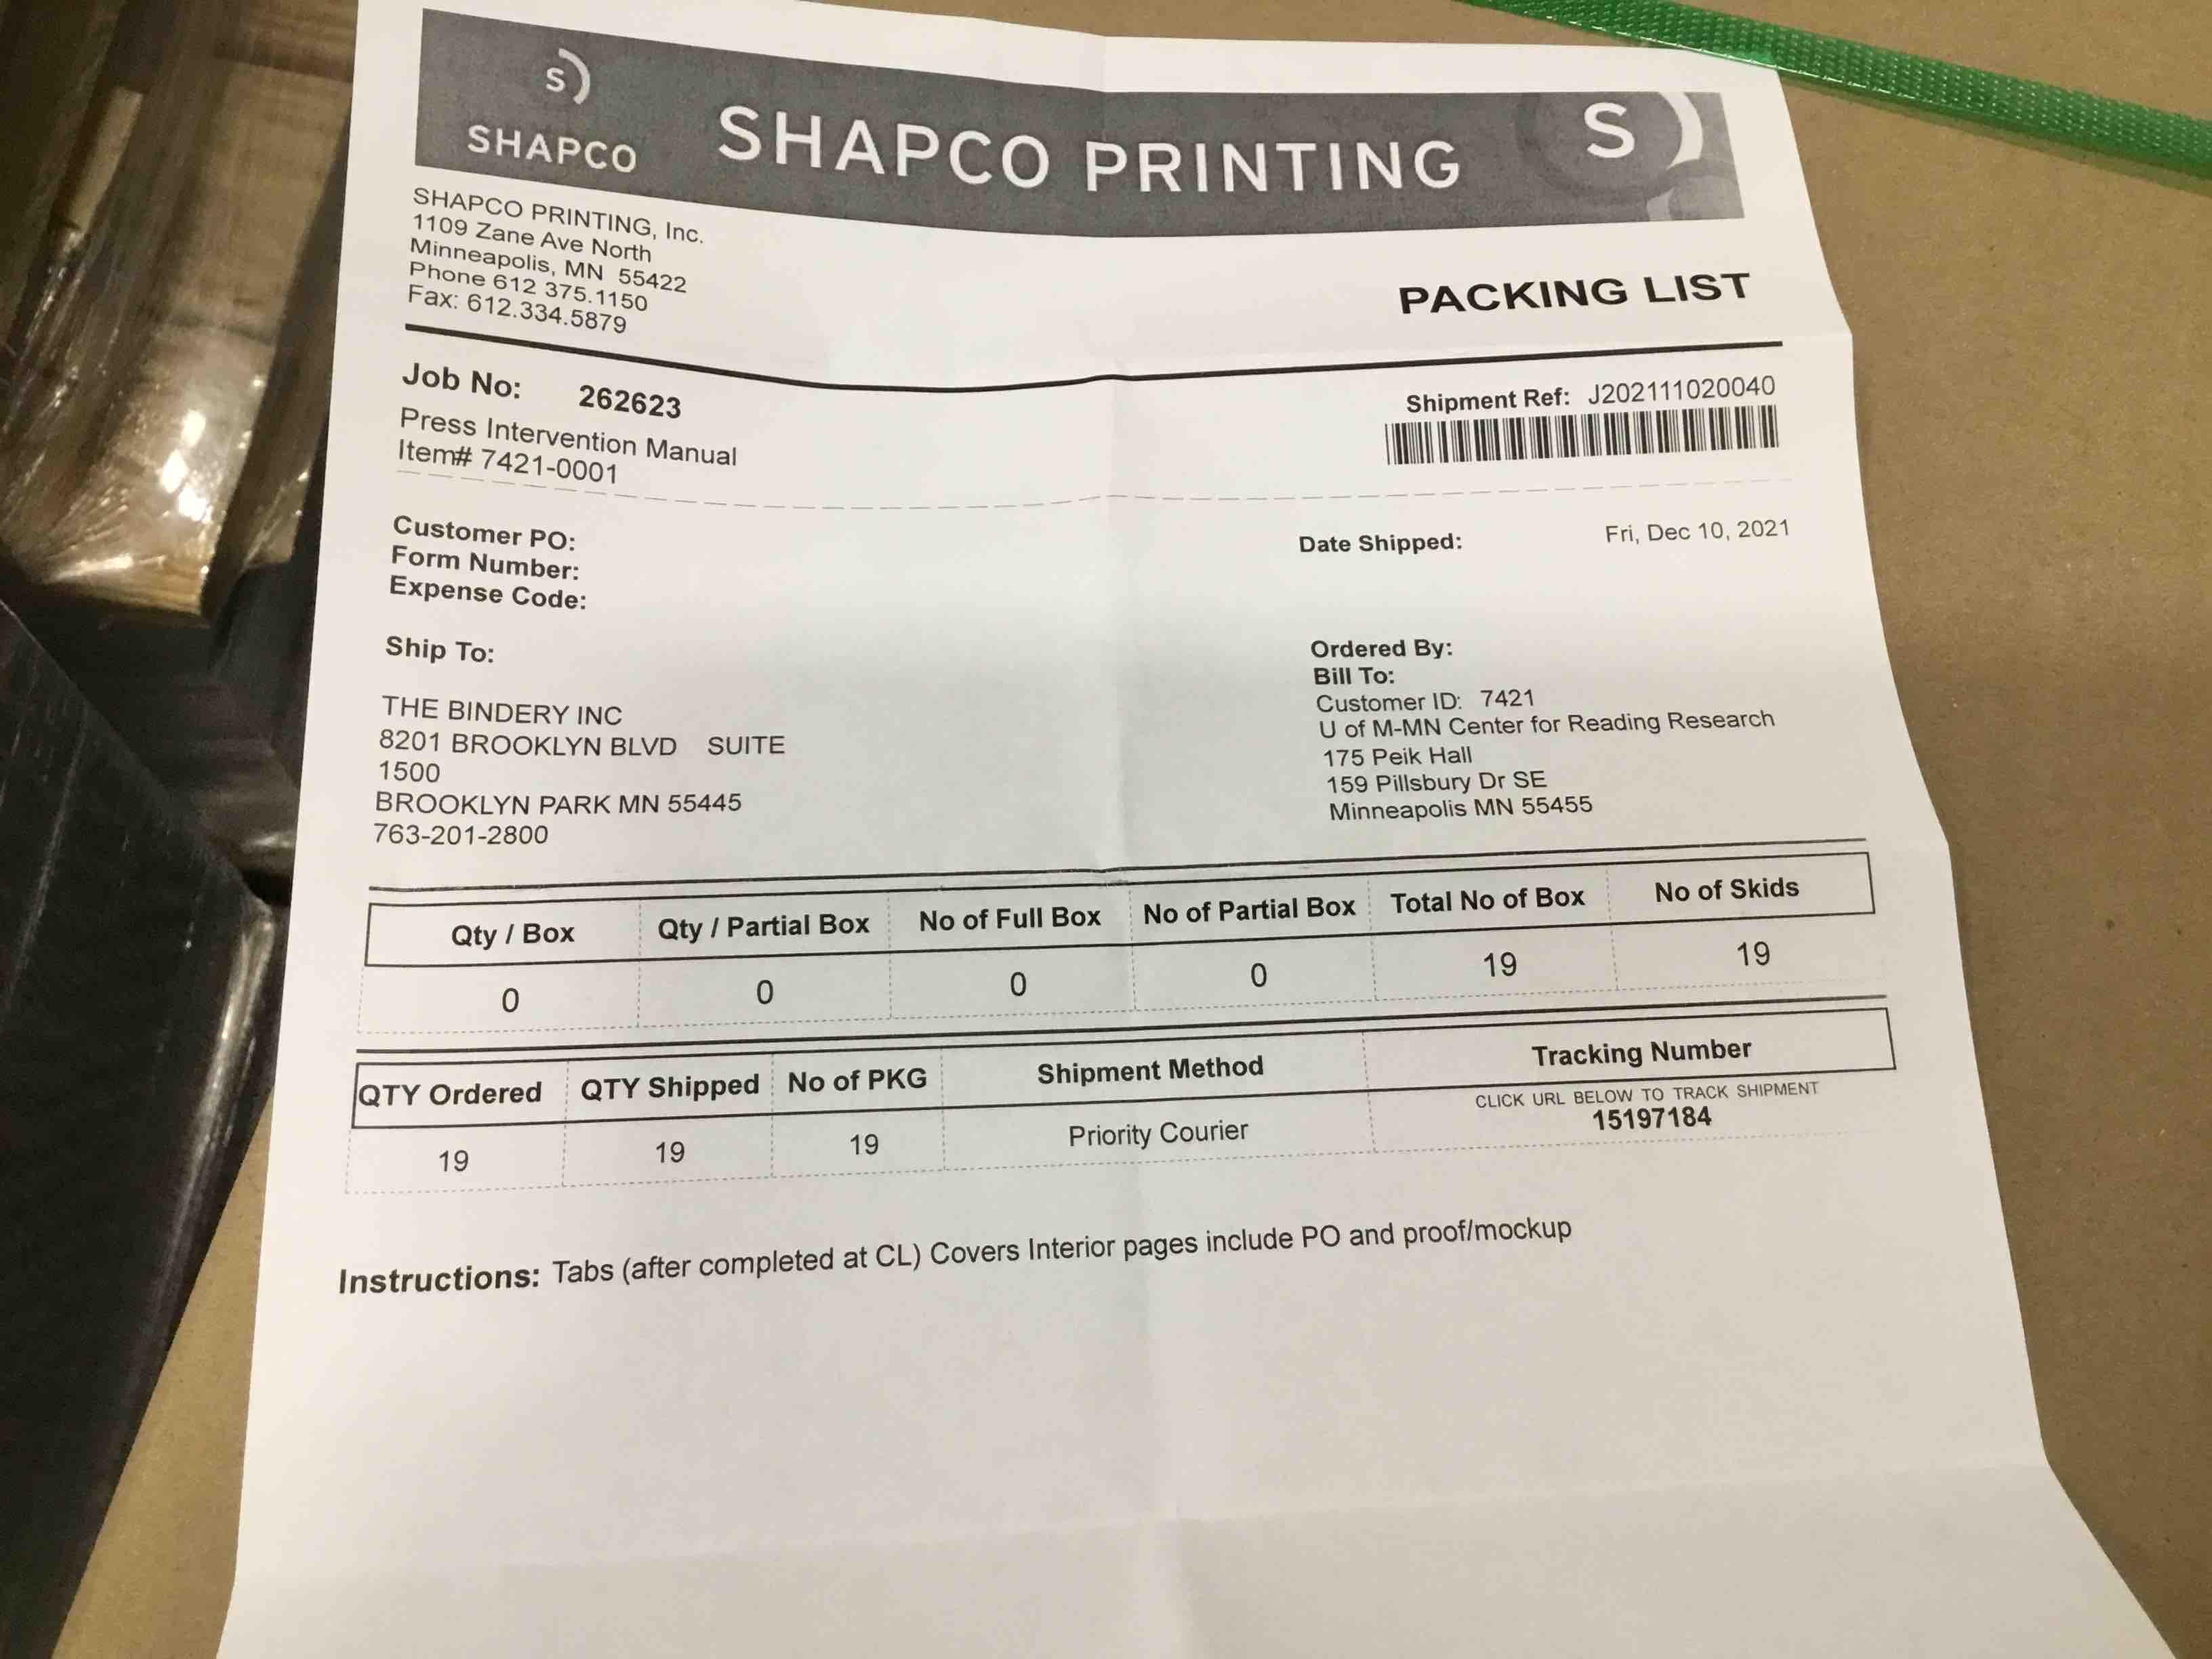 S)
SHAPCO
SHAPCO PRINTING
S)
SHAPCO PRINTING, Inc.
1109 Zane Ave North
Minneapolis, MN 55422
Phone 612 375.1150
Fax: 612.334.5879
PACKING LIST
Job No: 262623
Press Intervention Manual
Item# 7421-0001
Shipment Ref: J202111020040
Customer PO:
Form Number:
Expense Code:
Date Shipped: Fri, Dec 10, 2021
Ship To:
THE BINDERY INC
8201 BROOKLYN BLVD SUITE
1500
BROOKLYN PARK MN 55445
763-201-2800
Ordered By:
Bill To:
Customer ID: 7421
U of M-MN Center for Reading Research
175 Peik Hall
159 Pillsbury Dr SE
Minneapolis MN 55455
Qty / Box Qty / Partial Box No of Full Box No of Partial Box Total No of Box No of Skids
0 0 0 0 19 19
QTY Ordered QTY Shipped No of PKG Shipment Method Tracking Number
CLICK URL BELOW TO TRACK SHIPMENT
19 19 19 Priority Courier 15197184
Instructions: Tabs (after completed at CL) Covers Interior pages include PO and proof/mockup